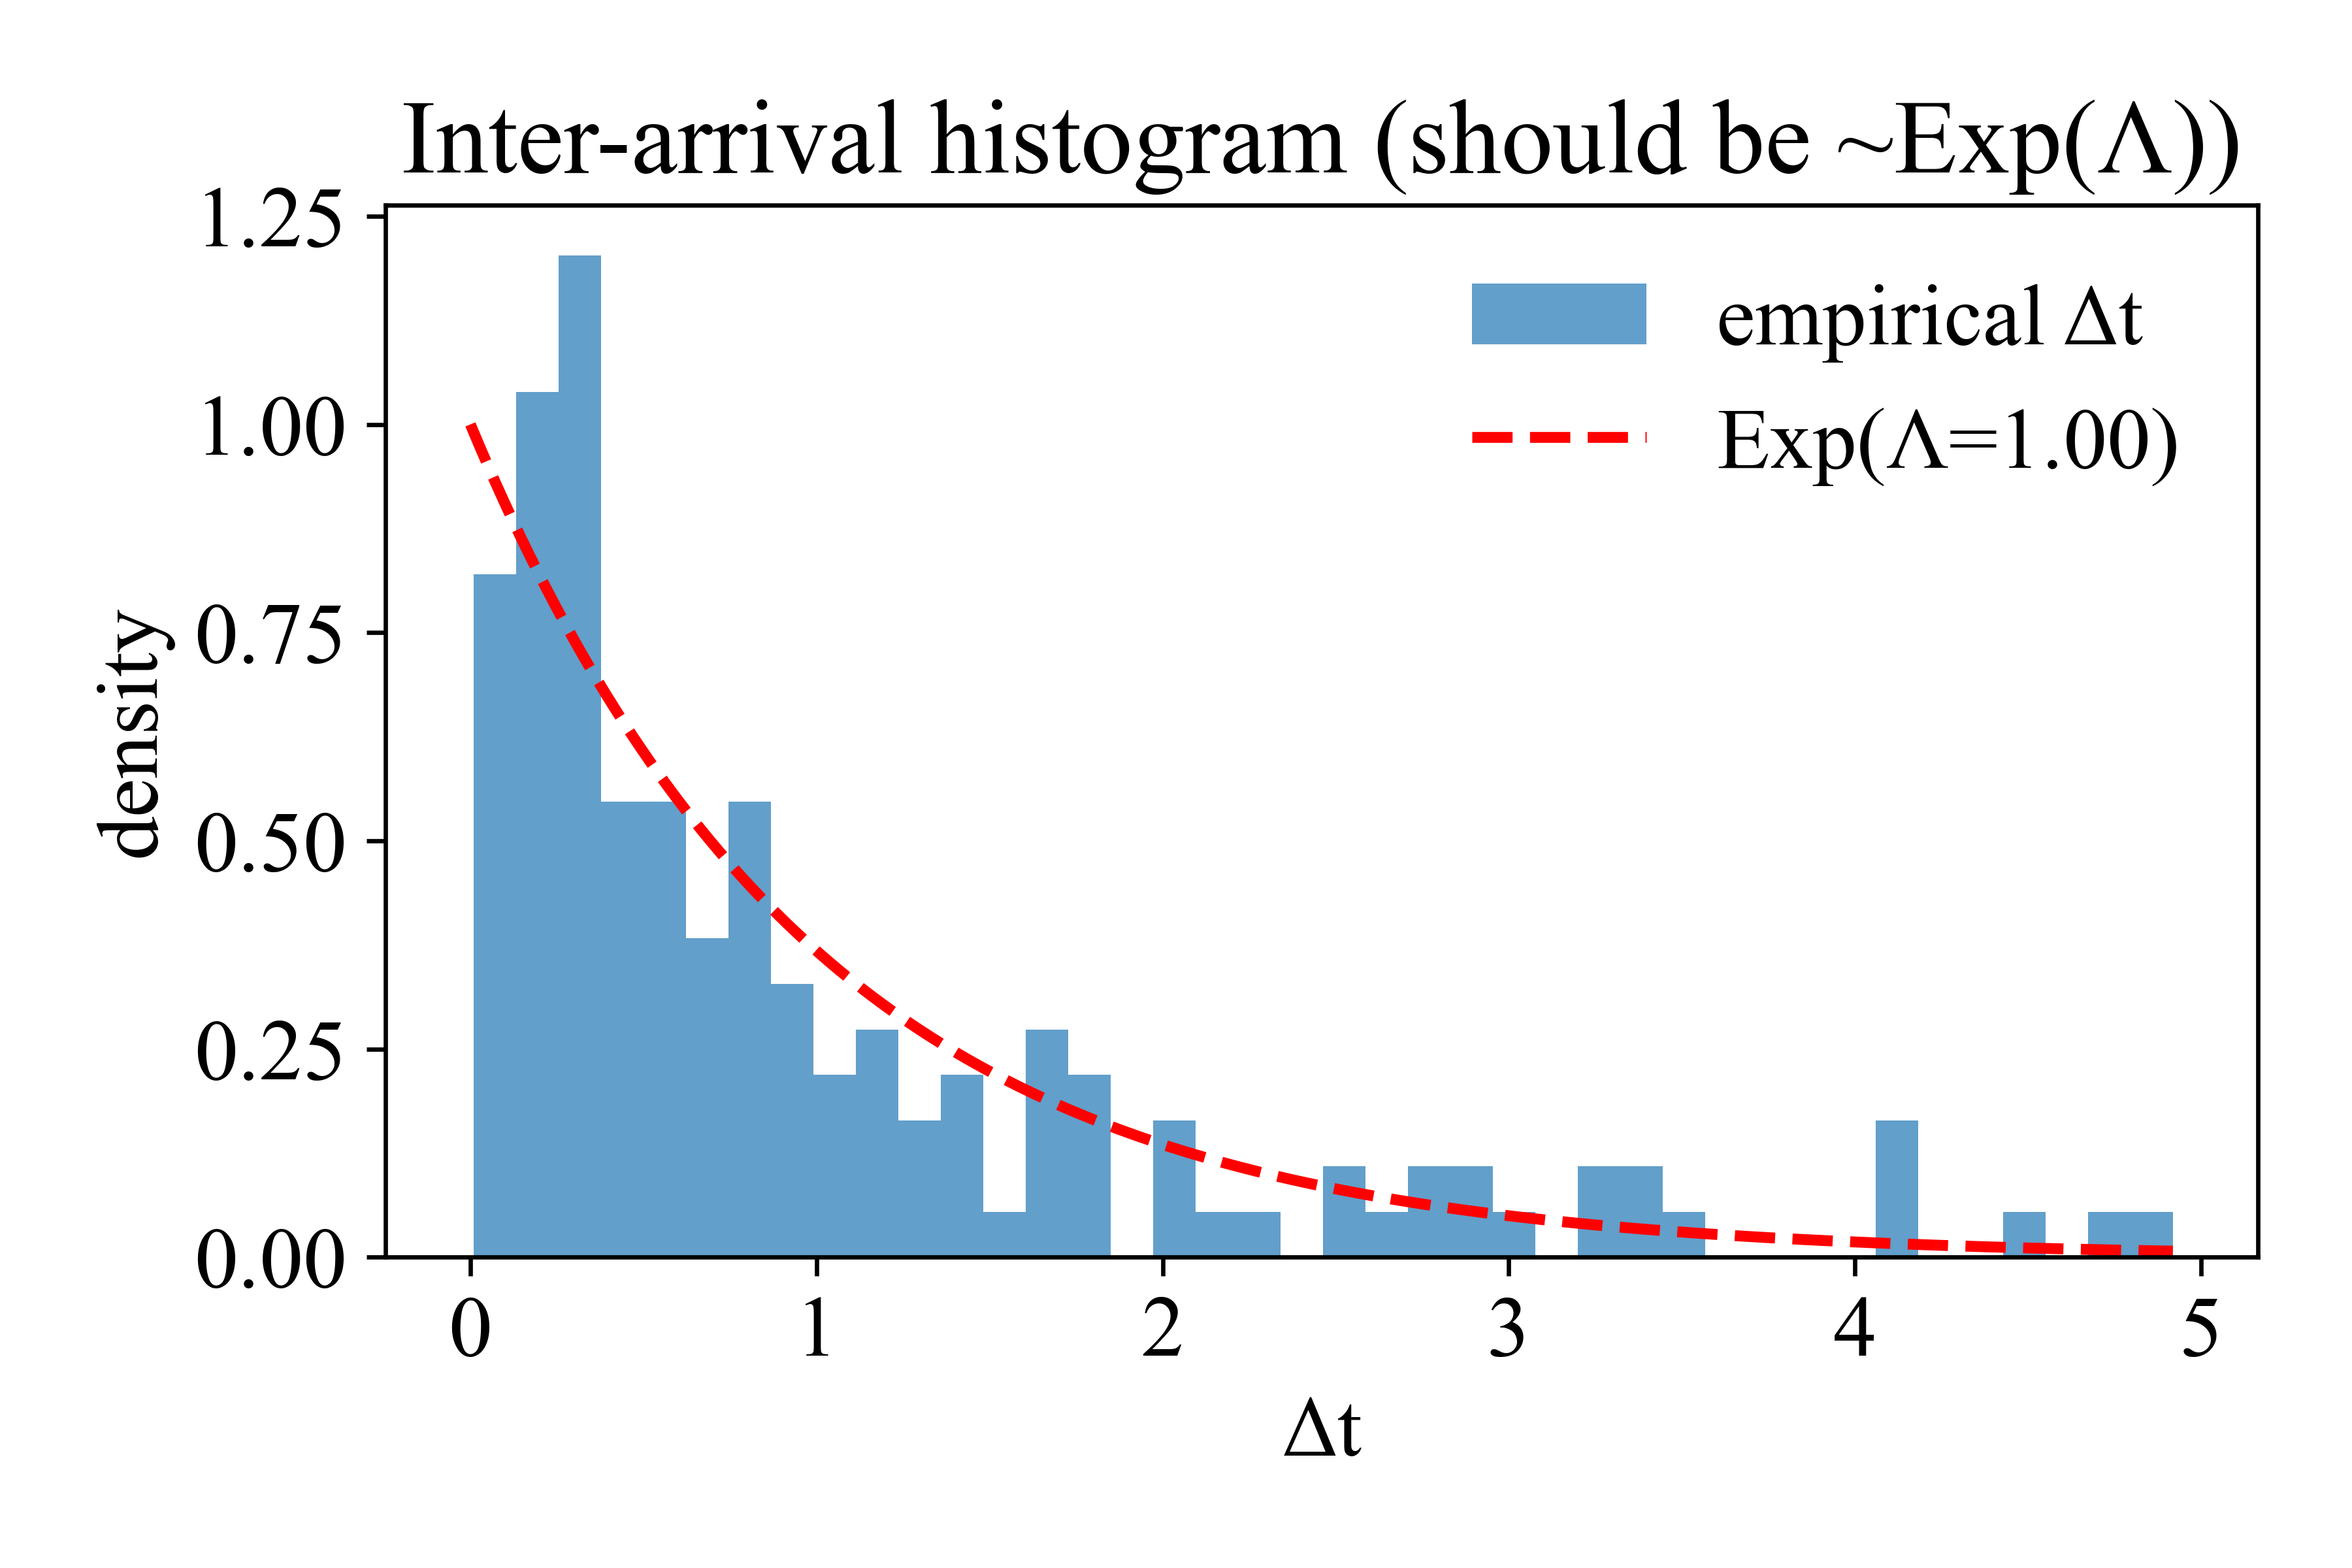 Inter-arrival histogram (should be ~Exp(Λ))
empirical Δt
Exp(Λ=1.00)
density
1.25
1.00
0.75
0.50
0.25
0.00
0 1 2 3 4 5
Δt